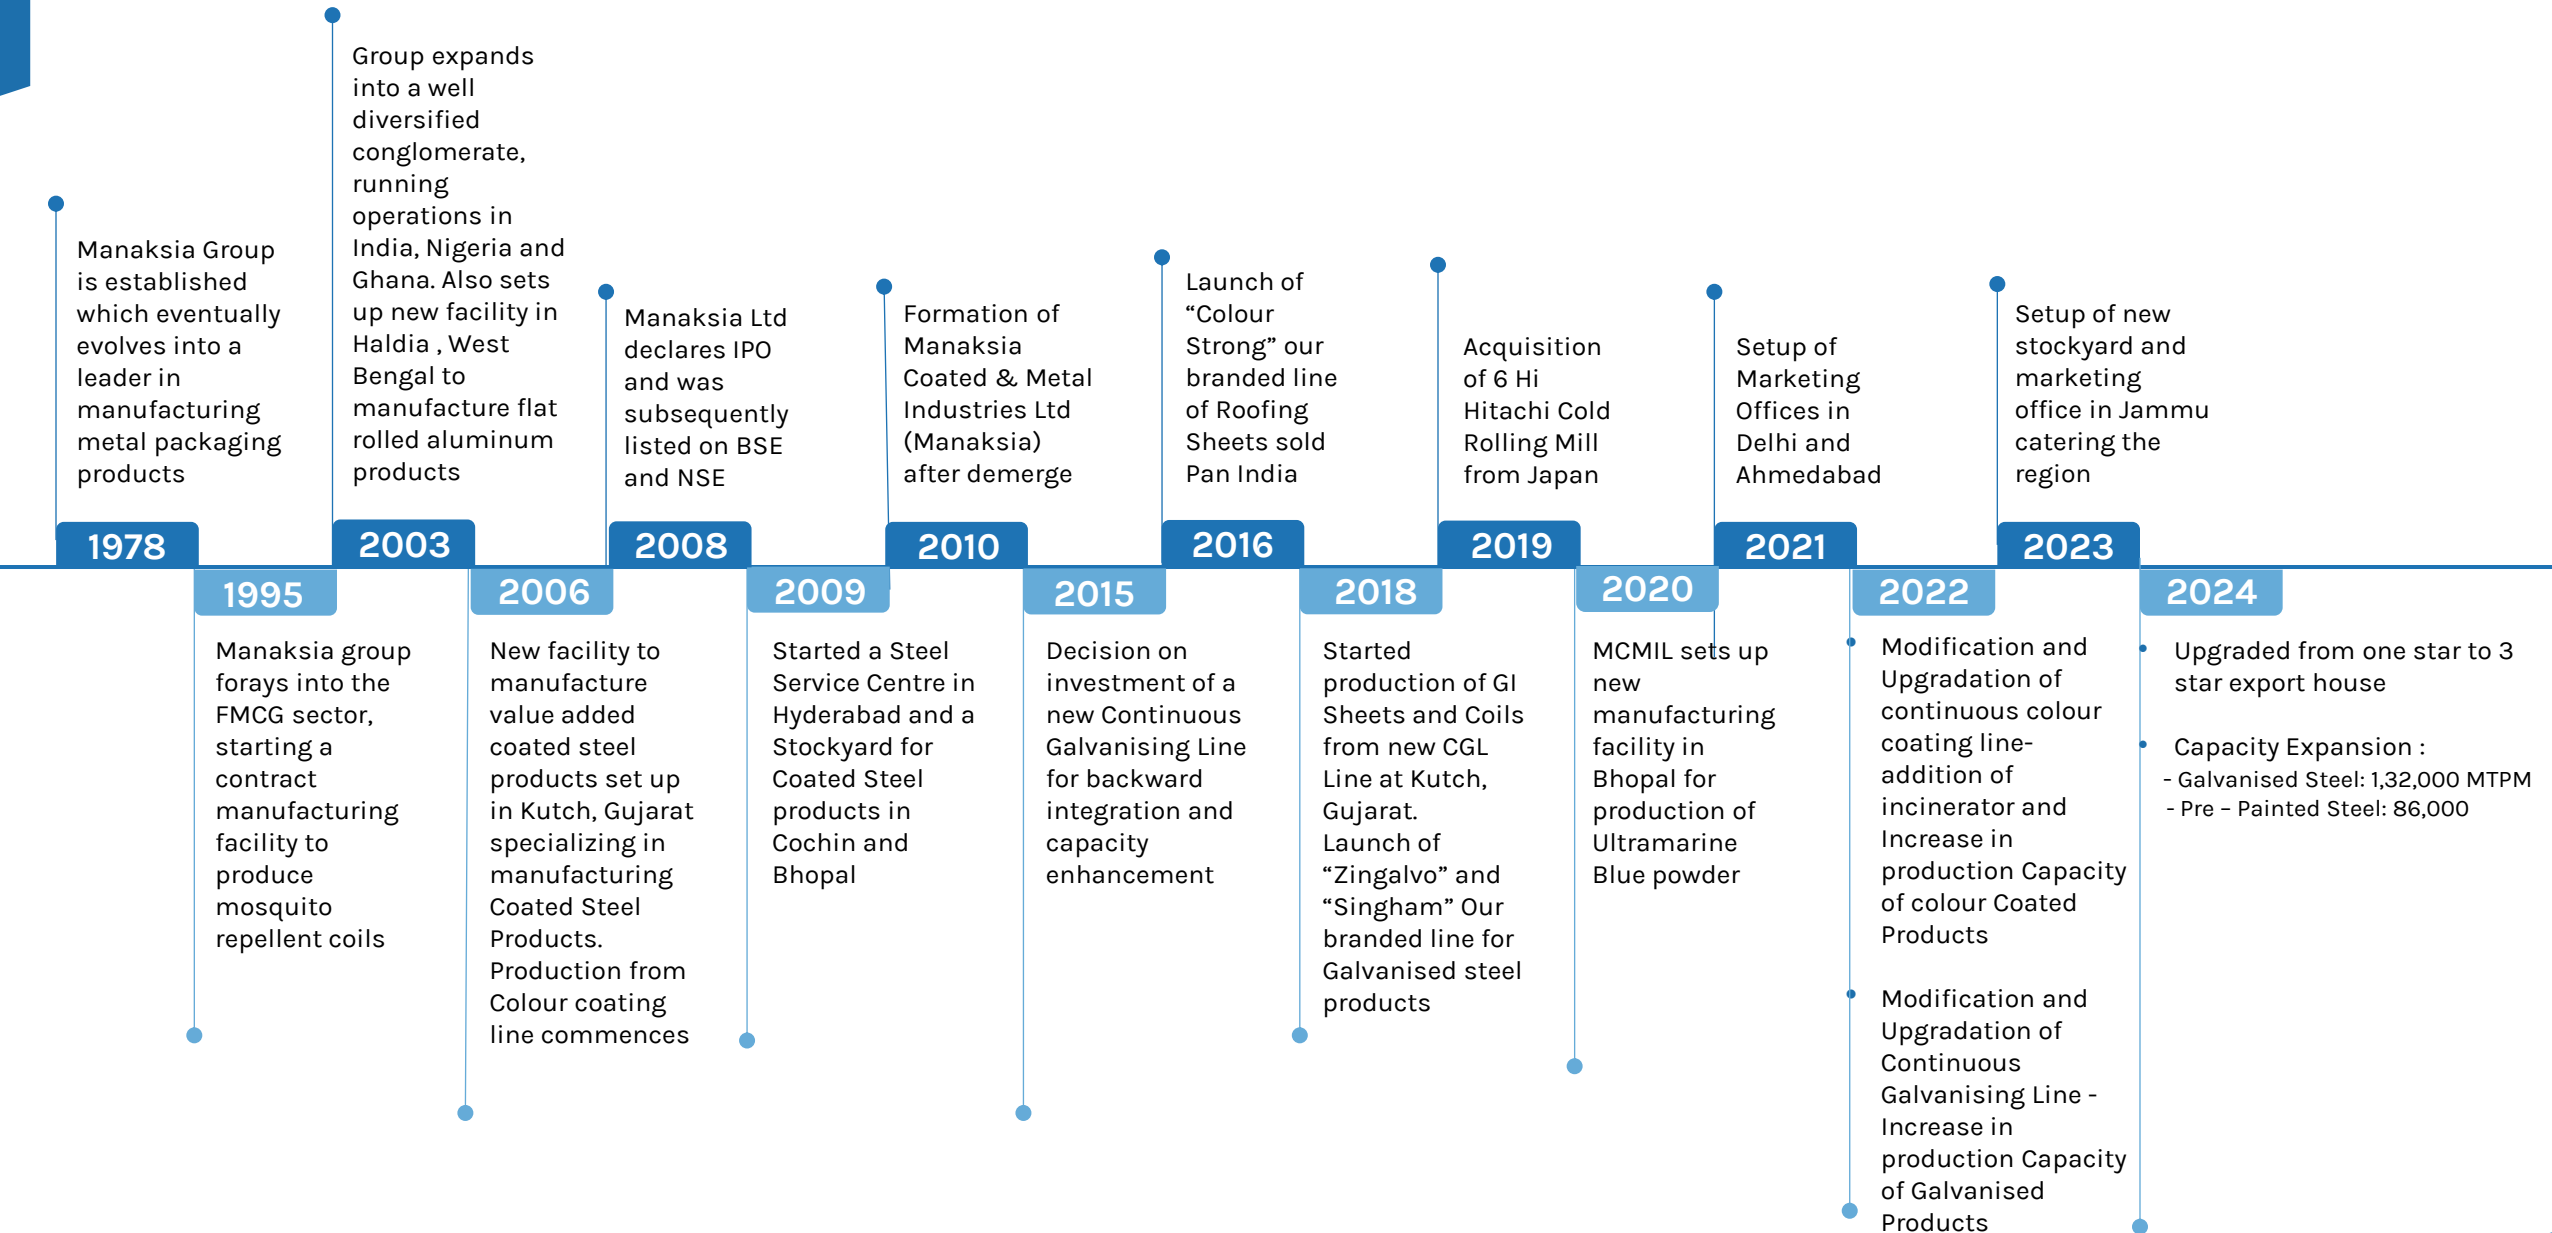 1978
Manaksia Group
is established
which eventually
evolves into a
leader in
manufacturing
metal packaging
products
1995
Manaksia group
forays into the
FMCG sector,
starting a
contract
manufacturing
facility to
produce
mosquito
repellent coils
2003
Group expands
into a well
diversified
conglomerate,
running
operations in
India, Nigeria and
Ghana. Also sets
up new facility in
Haldia , West
Bengal to
manufacture flat
rolled aluminum
products
2006
New facility to
manufacture
value added
coated steel
products set up
in Kutch, Gujarat
specializing in
manufacturing
Coated Steel
Products.
Production from
Colour coating
line commences
2008
Manaksia Ltd
declares IPO
and was
subsequently
listed on BSE
and NSE
2009
Started a Steel
Service Centre in
Hyderabad and a
Stockyard for
Coated Steel
products in
Cochin and
Bhopal
2010
Formation of
Manaksia
Coated & Metal
Industries Ltd
(Manaksia)
after demerge
2015
Decision on
investment of a
new Continuous
Galvanising Line
for backward
integration and
capacity
enhancement
2016
Launch of
“Colour
Strong” our
branded line
of Roofing
Sheets sold
Pan India
2018
Started
production of GI
Sheets and Coils
from new CGL
Line at Kutch,
Gujarat.
Launch of
“Zingalvo” and
“Singham” Our
branded line for
Galvanised steel
products
2019
Acquisition
of 6 Hi
Hitachi Cold
Rolling Mill
from Japan
2020
MCMIL sets up
new
manufacturing
facility in
Bhopal for
production of
Ultramarine
Blue powder
2021
Setup of
Marketing
Offices in
Delhi and
Ahmedabad
2022
• Modification and
Upgradation of
continuous colour
coating line-
addition of
incinerator and
Increase in
production Capacity
of colour Coated
Products
• Modification and
Upgradation of
Continuous
Galvanising Line -
Increase in
production Capacity
of Galvanised
Products
2023
Setup of new
stockyard and
marketing
office in Jammu
catering the
region
2024
• Upgraded from one star to 3
star export house
• Capacity Expansion :
- Galvanised Steel: 1,32,000 MTPM
- Pre – Painted Steel: 86,000